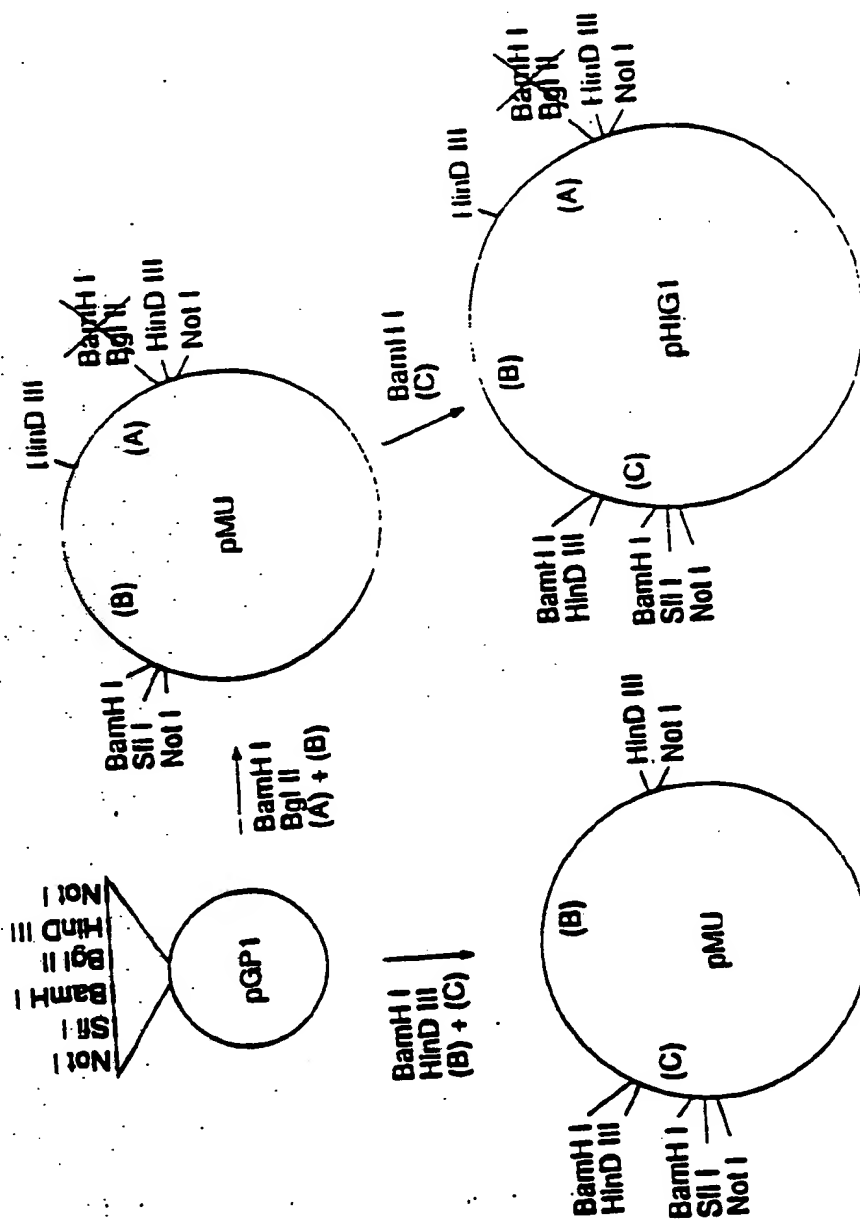 Not I
Sfi I
BamH I
Bgl II
HinD III
Not I
pGP1
BamH I
Bgl II
(A) + (B)
BamH I
Sfi I
Not I
(B)
(A)
pMU
HinD III
BamH I
Bgl II
HinD III
Not I
BamH I
HinD III
(B) + (C)
BamH I
(C)
BamH I
HinD III
(C)
BamH I
Sfi I
Not I
(B)
pMU
HinD III
Not I
BamH I
HinD III
(C)
BamH I
Sfi I
Not I
(B)
pHIG1
HinD III
(A)
BamH I
Bgl II
HinD III
Not I